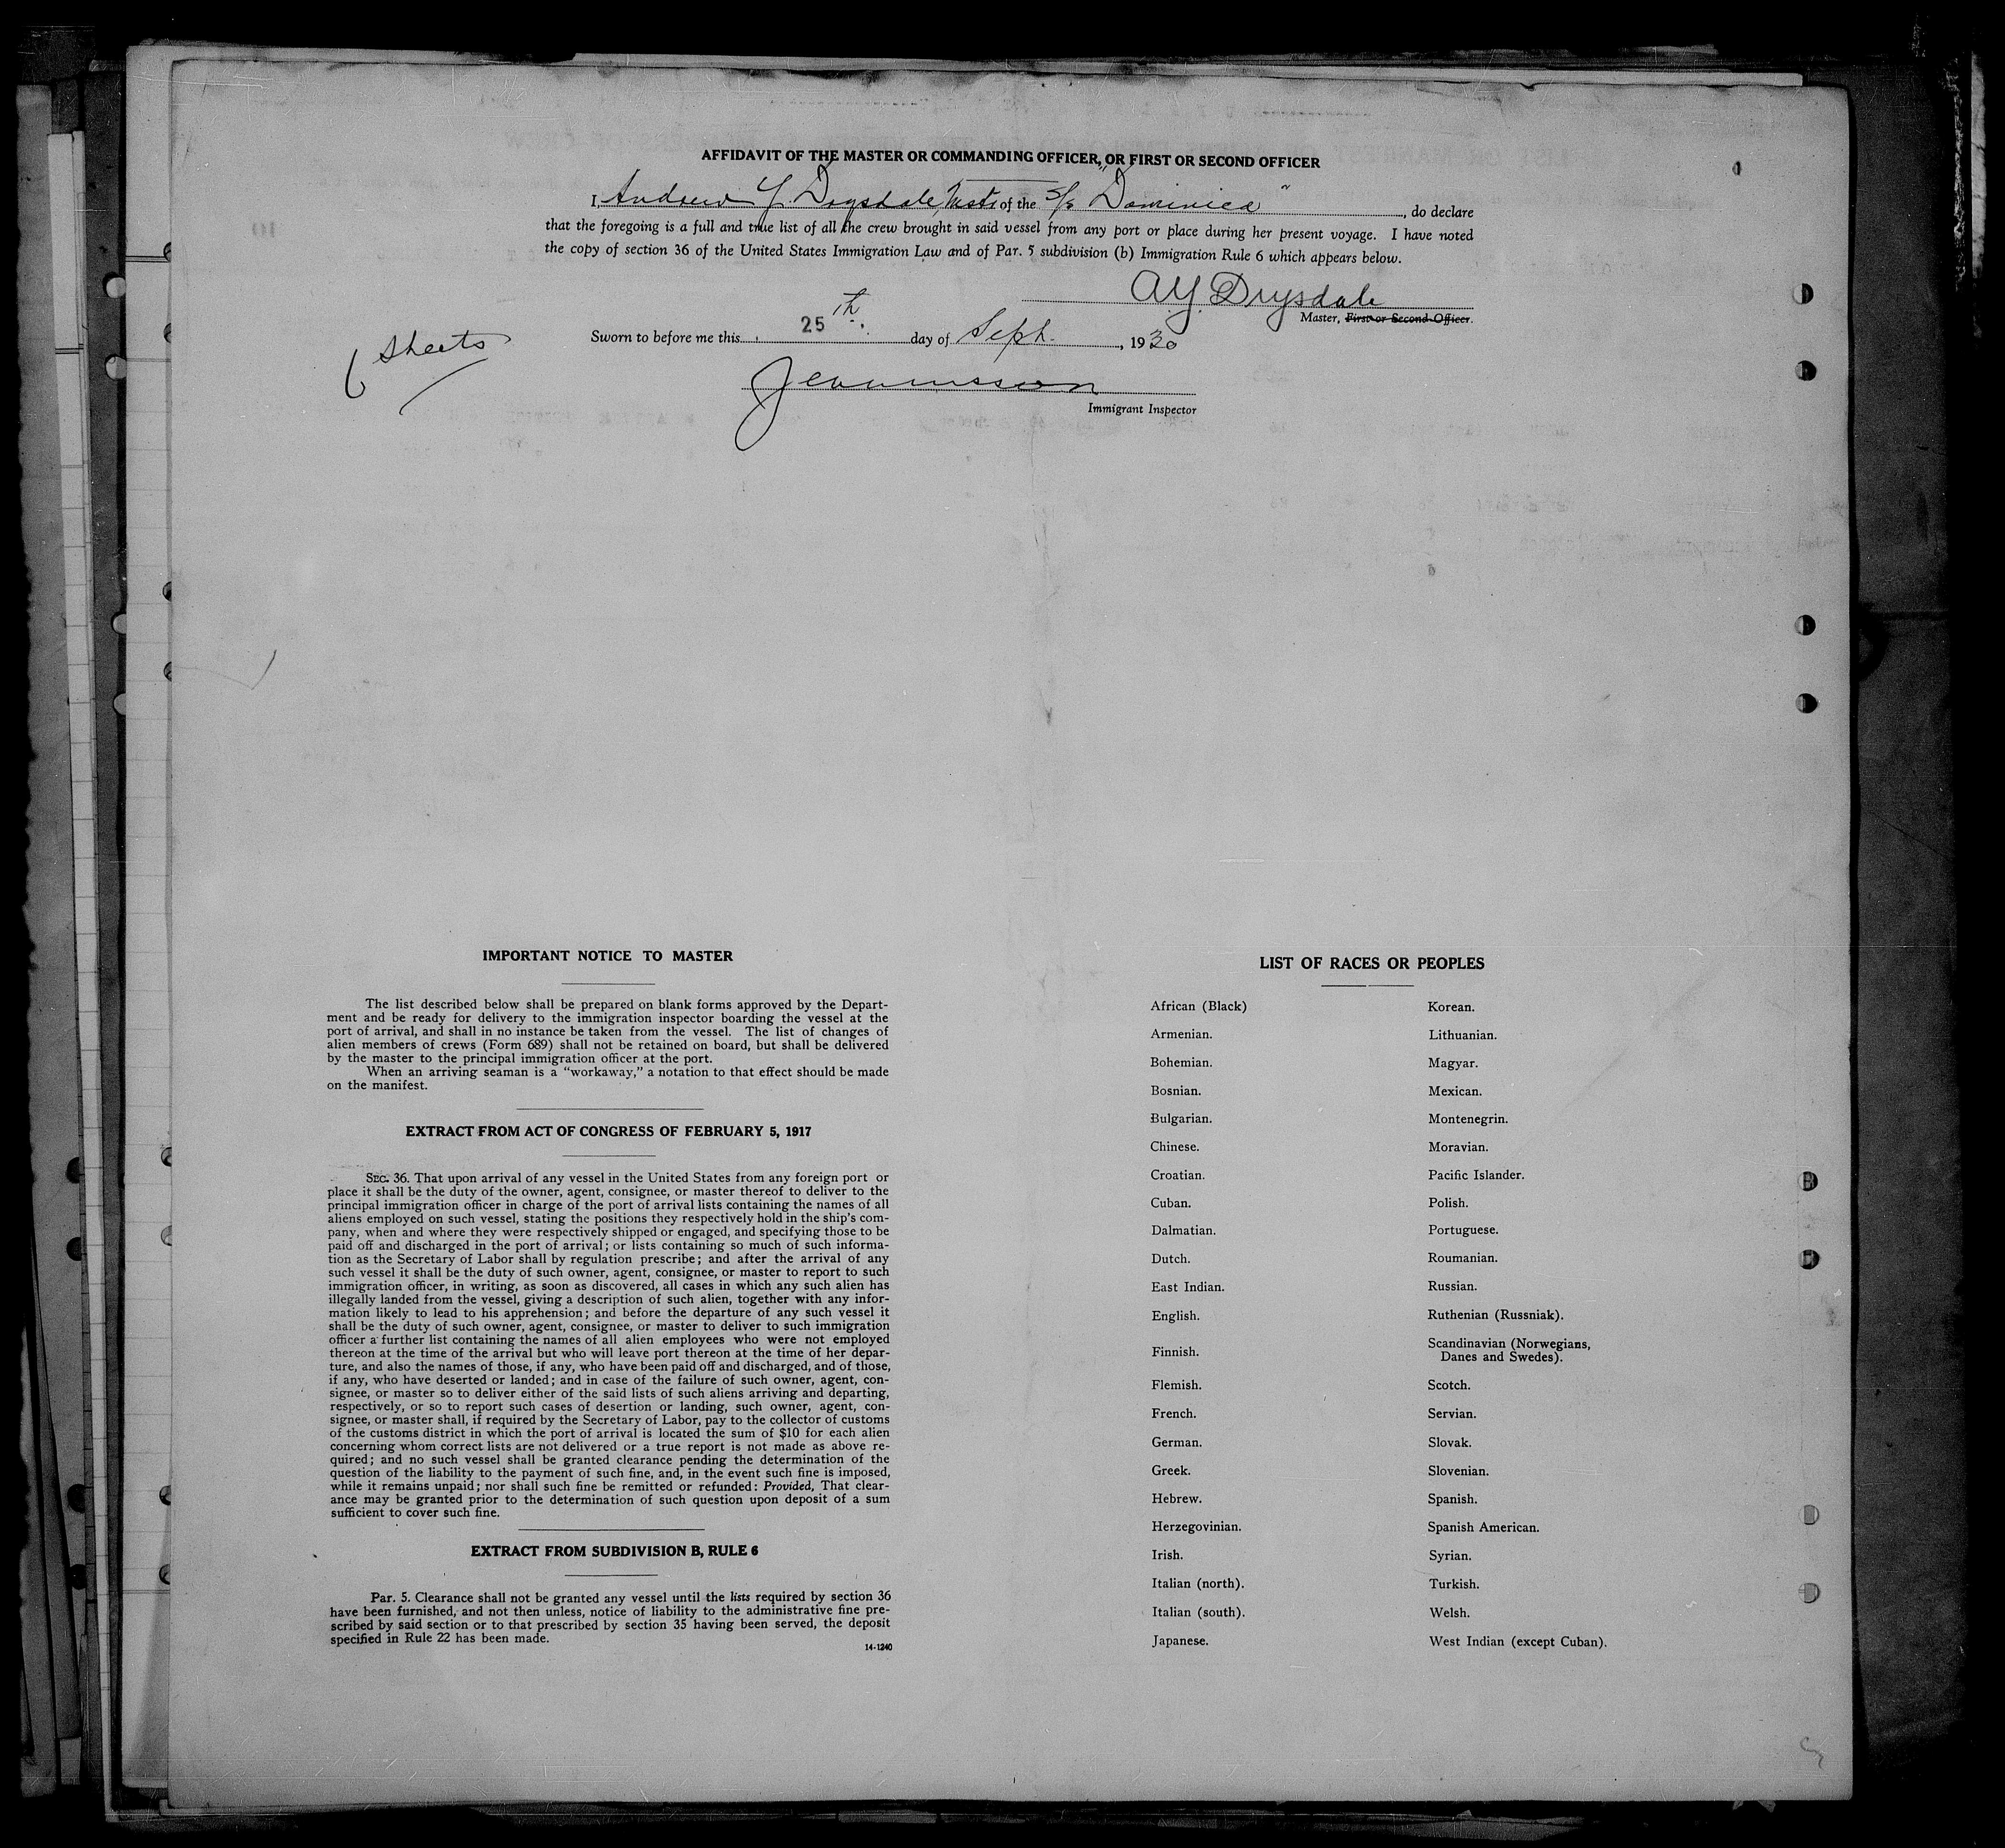 AFFIDAVIT OF THE MASTER OR COMMANDING OFFICER, OR FIRST OR SECOND OFFICER
I, Andrew Y. Drysdale, Master of the S/s "Dominica", do declare
that the foregoing is a full and true list of all the crew brought in said vessel from any port or place during her present voyage. I have noted
the copy of section 36 of the United States Immigration Law and of Par. 5 subdivision (b) Immigration Rule 6 which appears below.
A Y Drysdale
Master, First or Second Officer.
6 sheets
Sworn to before me this 25th. day of Sept. , 1930
Immigrant Inspector
IMPORTANT NOTICE TO MASTER
The list described below shall be prepared on blank forms approved by the Depart-
ment and be ready for delivery to the immigration inspector boarding the vessel at the
port of arrival, and shall in no instance be taken from the vessel. The list of changes of
alien members of crews (Form 689) shall not be retained on board, but shall be delivered
by the master to the principal immigration officer at the port.
When an arriving seaman is a "workaway," a notation to that effect should be made
on the manifest.
EXTRACT FROM ACT OF CONGRESS OF FEBRUARY 5, 1917
SEC. 36. That upon arrival of any vessel in the United States from any foreign port or
place it shall be the duty of the owner, agent, consignee, or master thereof to deliver to the
principal immigration officer in charge of the port of arrival lists containing the names of all
aliens employed on such vessel, stating the positions they respectively hold in the ship's com-
pany, when and where they were respectively shipped or engaged, and specifying those to be
paid off and discharged in the port of arrival; or lists containing so much of such informa-
tion as the Secretary of Labor shall by regulation prescribe; and after the arrival of any
such vessel it shall be the duty of such owner, agent, consignee, or master to report to such
immigration officer, in writing, as soon as discovered, all cases in which any such alien has
illegally landed from the vessel, giving a description of such alien, together with any infor-
mation likely to lead to his apprehension; and before the departure of any such vessel it
shall be the duty of such owner, agent, consignee, or master to deliver to such immigration
officer a further list containing the names of all alien employees who were not employed
thereon at the time of the arrival but who will leave port thereon at the time of her depar-
ture, and also the names of those, if any, who have been paid off and discharged, and of those,
if any, who have deserted or landed; and in case of the failure of such owner, agent, con-
signee, or master so to deliver either of the said lists of such aliens arriving and departing,
respectively, or so to report such cases of desertion or landing, such owner, agent, con-
signee, or master shall, if required by the Secretary of Labor, pay to the collector of customs
of the customs district in which the port of arrival is located the sum of $10 for each alien
concerning whom correct lists are not delivered or a true report is not made as above re-
quired; and no such vessel shall be granted clearance pending the determination of the
question of the liability to the payment of such fine, and, in the event such fine is imposed,
while it remains unpaid; nor shall such fine be remitted or refunded: Provided, That clear-
ance may be granted prior to the determination of such question upon deposit of a sum
sufficient to cover such fine.
EXTRACT FROM SUBDIVISION B, RULE 6
Par. 5. Clearance shall not be granted any vessel until the lists required by section 36
have been furnished, and not then unless, notice of liability to the administrative fine pre-
scribed by said section or to that prescribed by section 35 having been served, the deposit
specified in Rule 22 has been made.
14-1240
LIST OF RACES OR PEOPLES
African (Black)
Armenian.
Bohemian.
Bosnian.
Bulgarian.
Chinese.
Croatian.
Cuban.
Dalmatian.
Dutch.
East Indian.
English.
Finnish.
Flemish.
French.
German.
Greek.
Hebrew.
Herzegovinian.
Irish.
Italian (north).
Italian (south).
Japanese.
Korean.
Lithuanian.
Magyar.
Mexican.
Montenegrin.
Moravian.
Pacific Islander.
Polish.
Portuguese.
Roumanian.
Russian.
Ruthenian (Russniak).
Scandinavian (Norwegians,
Danes and Swedes).
Scotch.
Servian.
Slovak.
Slovenian.
Spanish.
Spanish American.
Syrian.
Turkish.
Welsh.
West Indian (except Cuban).